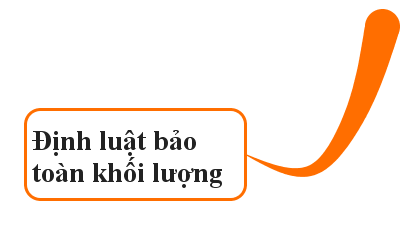 Định luật bảo
toàn khối lượng